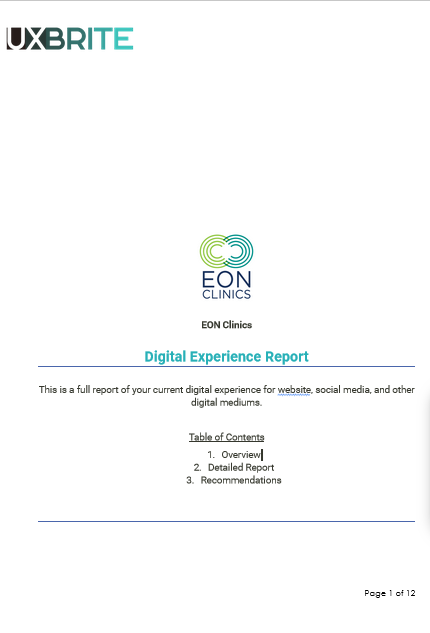 UXBRITE
EON
CLINICS
EON Clinics
Digital Experience Report
This is a full report of your current digital experience for website, social media, and other
digital mediums.
Table of Contents
1. Overview
2. Detailed Report
3. Recommendations
Page 1 of 12